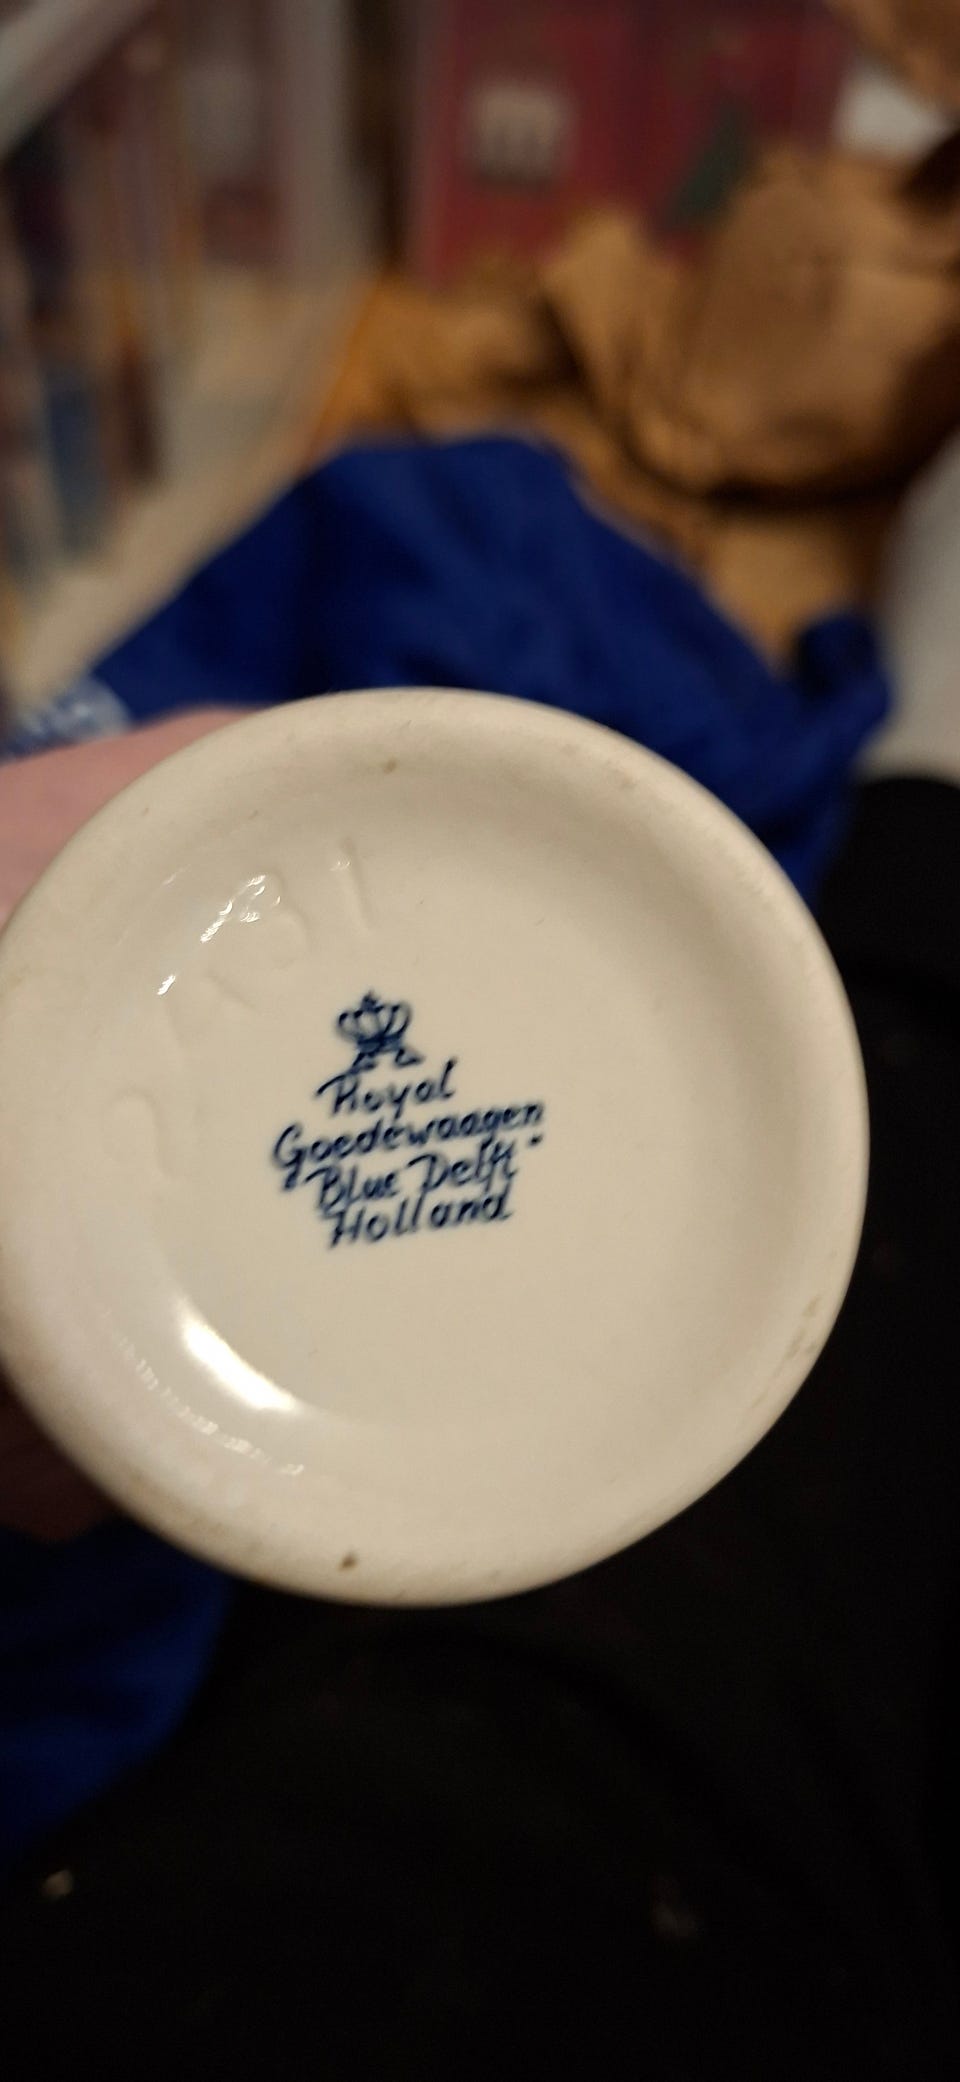 Royal
Goedewaagen
"Blue Delft"
Holland